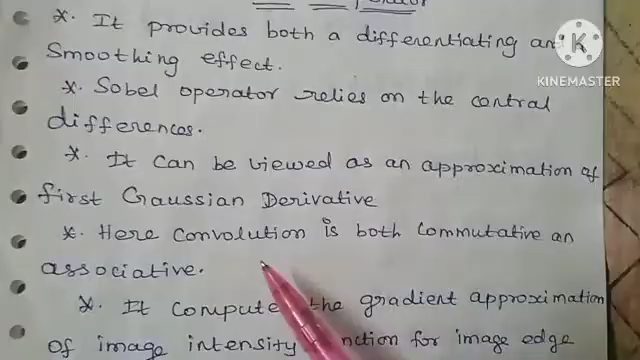 *. It provides both a differentiating and
Smoothing effect.
*. Sobel operator relies on the central
differences.
*. It can be viewed as an approximation of
first Gaussian Derivative
*. Here convolution is both commutative an
associative.
*. It compute the gradient approximation
of image intensity for image edge
KINEMASTER